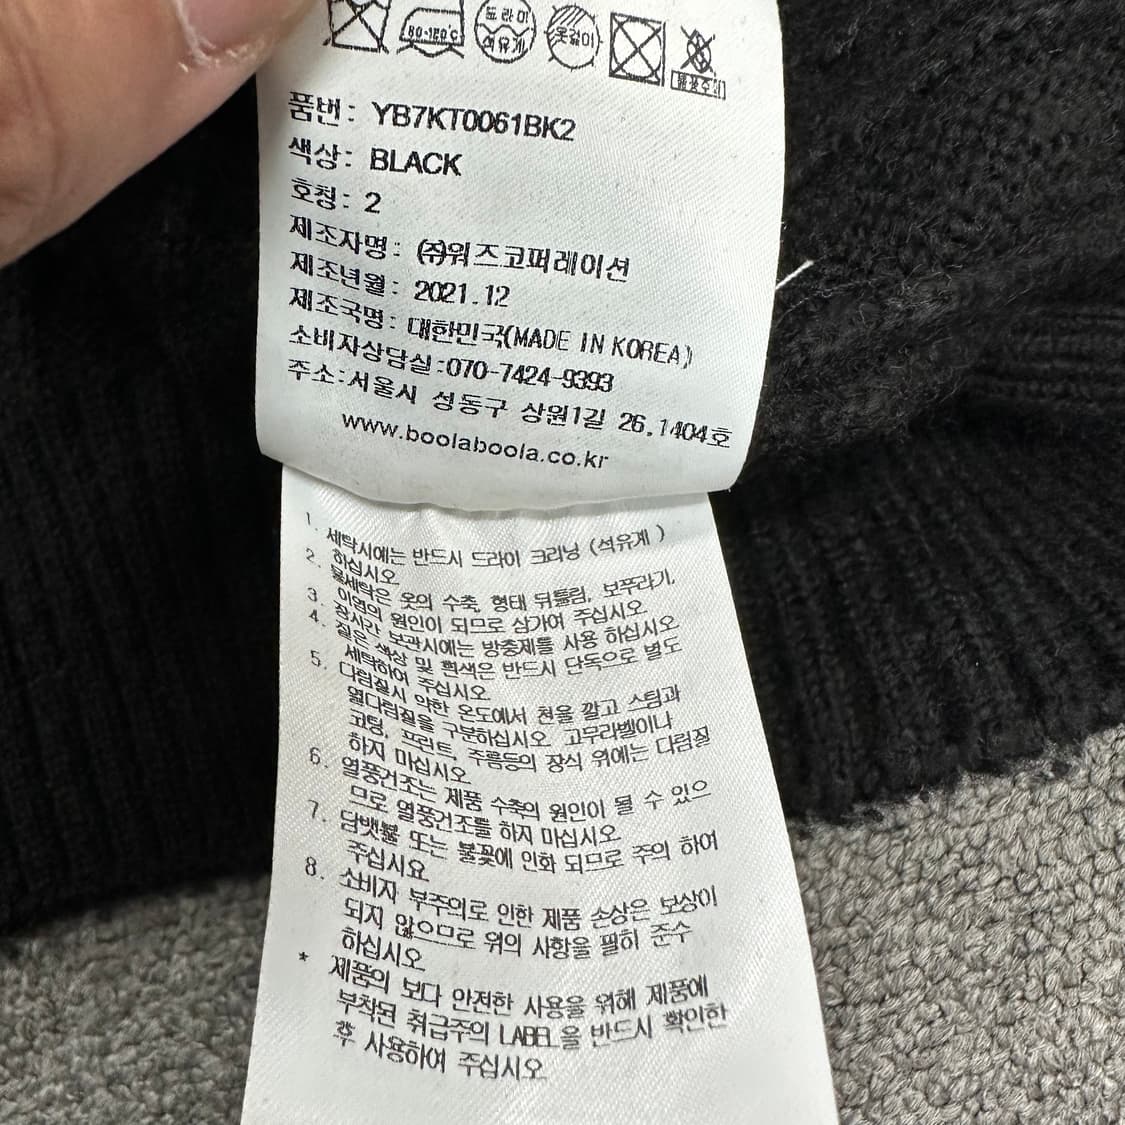 80-120℃
드라이
석유계
옷걸이
불꽃주의
품번: YB7KT0061BK2
색상: BLACK
호칭: 2
제조자명: ㈜워즈코퍼레이션
제조년월: 2021.12
제조국명: 대한민국(MADE IN KOREA)
소비자상담실:070-7424-9393
주소:서울시 성동구 상원1길 26.1404호
www.boolaboola.co.kr
1. 세탁시에는 반드시 드라이 크리닝 (석유계)
하십시오
2. 물세탁은 옷의 수축, 형태 뒤틀림, 보푸라기,
이염의 원인이 되므로 삼가여 주십시오
3. 장시간 보관시에는 방충제를 사용 하십시오
4. 짙은 색상 및 흰색은 반드시 단독으로 별도
세탁하여 주십시오
5. 다림질시 약한 온도에서 천을 깔고 스팀과
열다림질을 구분하십시오. 고무라벨이나
코팅, 프린트, 주름등의 장식 위에는 다림질
하지 마십시오
6. 열풍건조는 제품 수축의 원인이 될 수 있으
므로 열풍건조를 하지 마십시오
7. 담뱃불 또는 불꽃에 인화 되므로 주의 하여
주십시요
8. 소비자 부주의로 인한 제품 손상은 보상이
되지 않으므로 위의 사항을 필히 준수
하십시오
* 제품의 보다 안전한 사용을 위해 제품에
부착된 취급주의 LABEL을 반드시 확인한
후 사용하여 주십시오